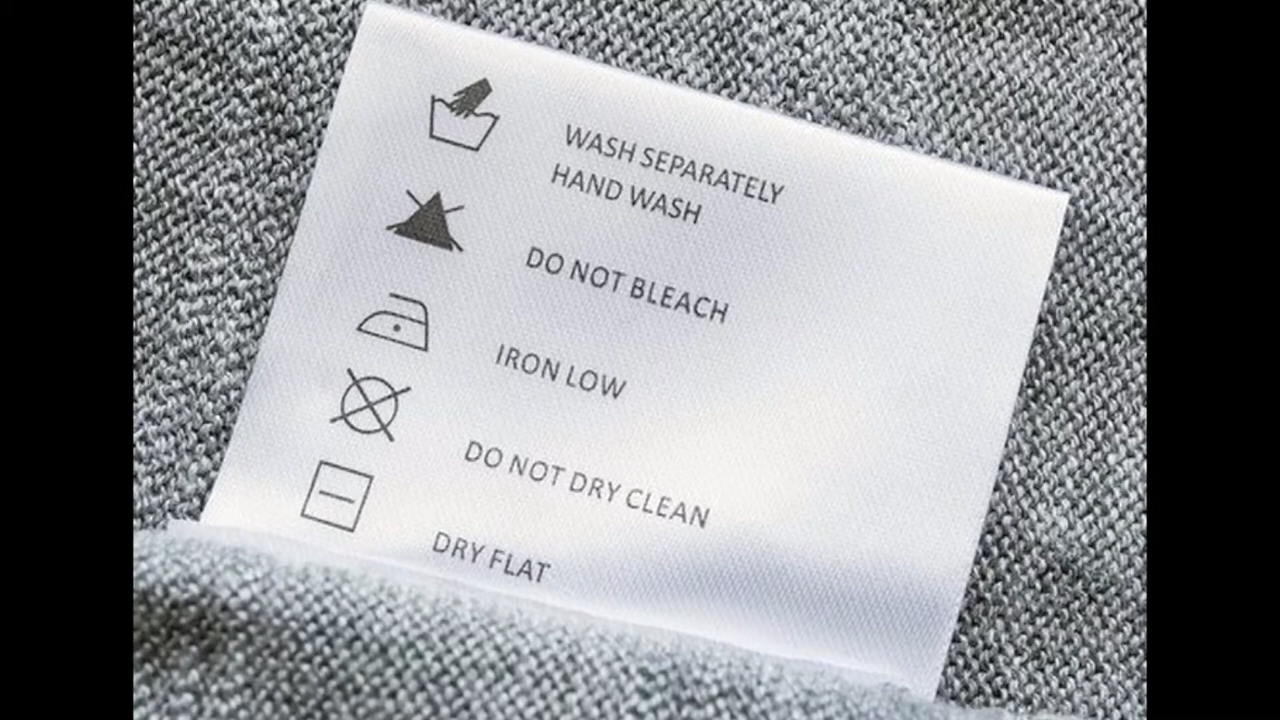 WASH SEPARATELY
HAND WASH
DO NOT BLEACH
IRON LOW
DO NOT DRY CLEAN
DRY FLAT